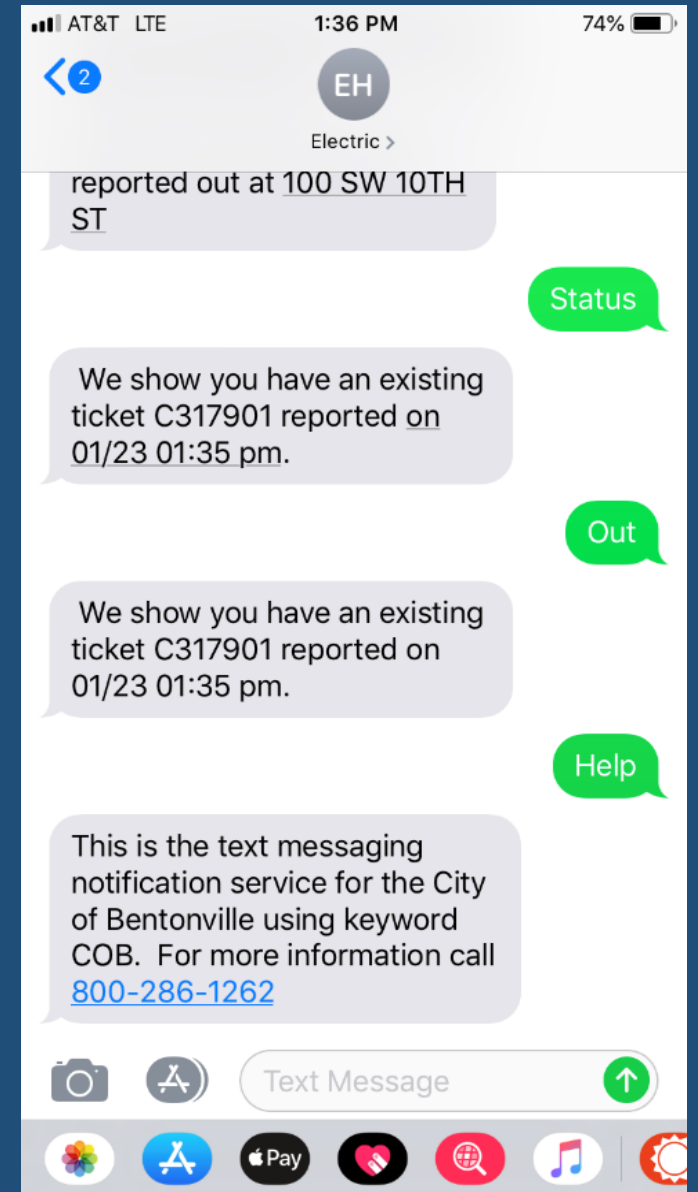 AT&T LTE 1:36 PM 74%
2
EH
Electric >
reported out at 100 SW 10TH
ST
Status
We show you have an existing
ticket C317901 reported on
01/23 01:35 pm.
Out
We show you have an existing
ticket C317901 reported on
01/23 01:35 pm.
Help
This is the text messaging
notification service for the City
of Bentonville using keyword
COB.  For more information call
800-286-1262
Text Message
Pay